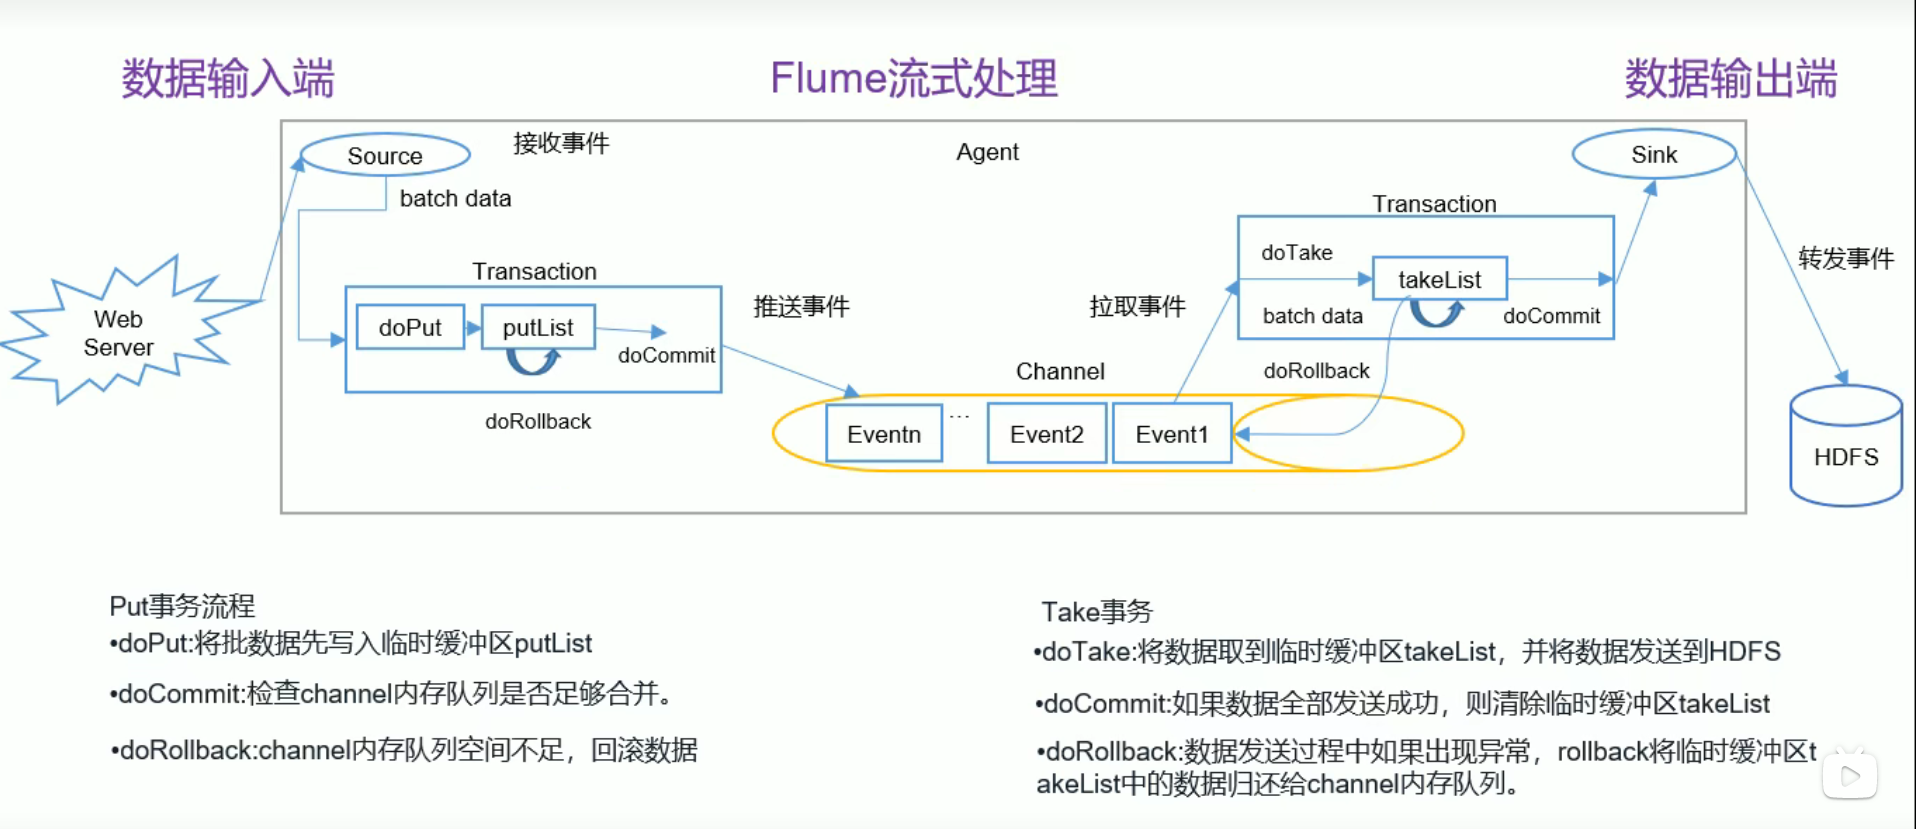 数据输入端
Flume流式处理
数据输出端
Source
接收事件
Agent
Sink
batch data
Transaction
doTake
takeList
batch data
doCommit
转发事件
Web
Server
Transaction
doPut
putList
doCommit
推送事件
拉取事件
Channel
doRollback
doRollback
Eventn
...
Event2
Event1
HDFS
Put事务流程
•doPut:将批数据先写入临时缓冲区putList
•doCommit:检查channel内存队列是否足够合并。
•doRollback:channel内存队列空间不足，回滚数据
Take事务
•doTake:将数据取到临时缓冲区takeList，并将数据发送到HDFS
•doCommit:如果数据全部发送成功，则清除临时缓冲区takeList
•doRollback:数据发送过程中如果出现异常，rollback将临时缓冲区t
akeList中的数据归还给channel内存队列。